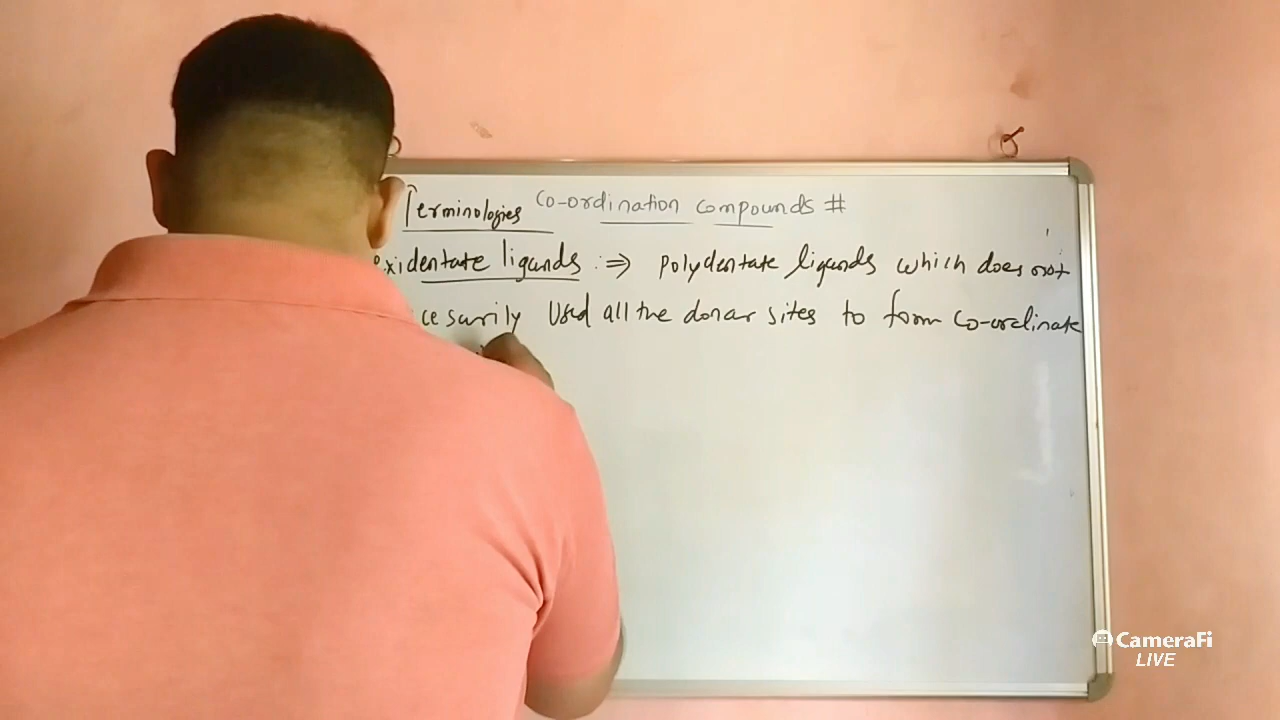 Terminologies Co-ordination Compounds #
xidentate ligands :⇒ Polydentate ligands which does not
cesurily Used all the donar sites to form Co-ordinate
CameraFi
LIVE